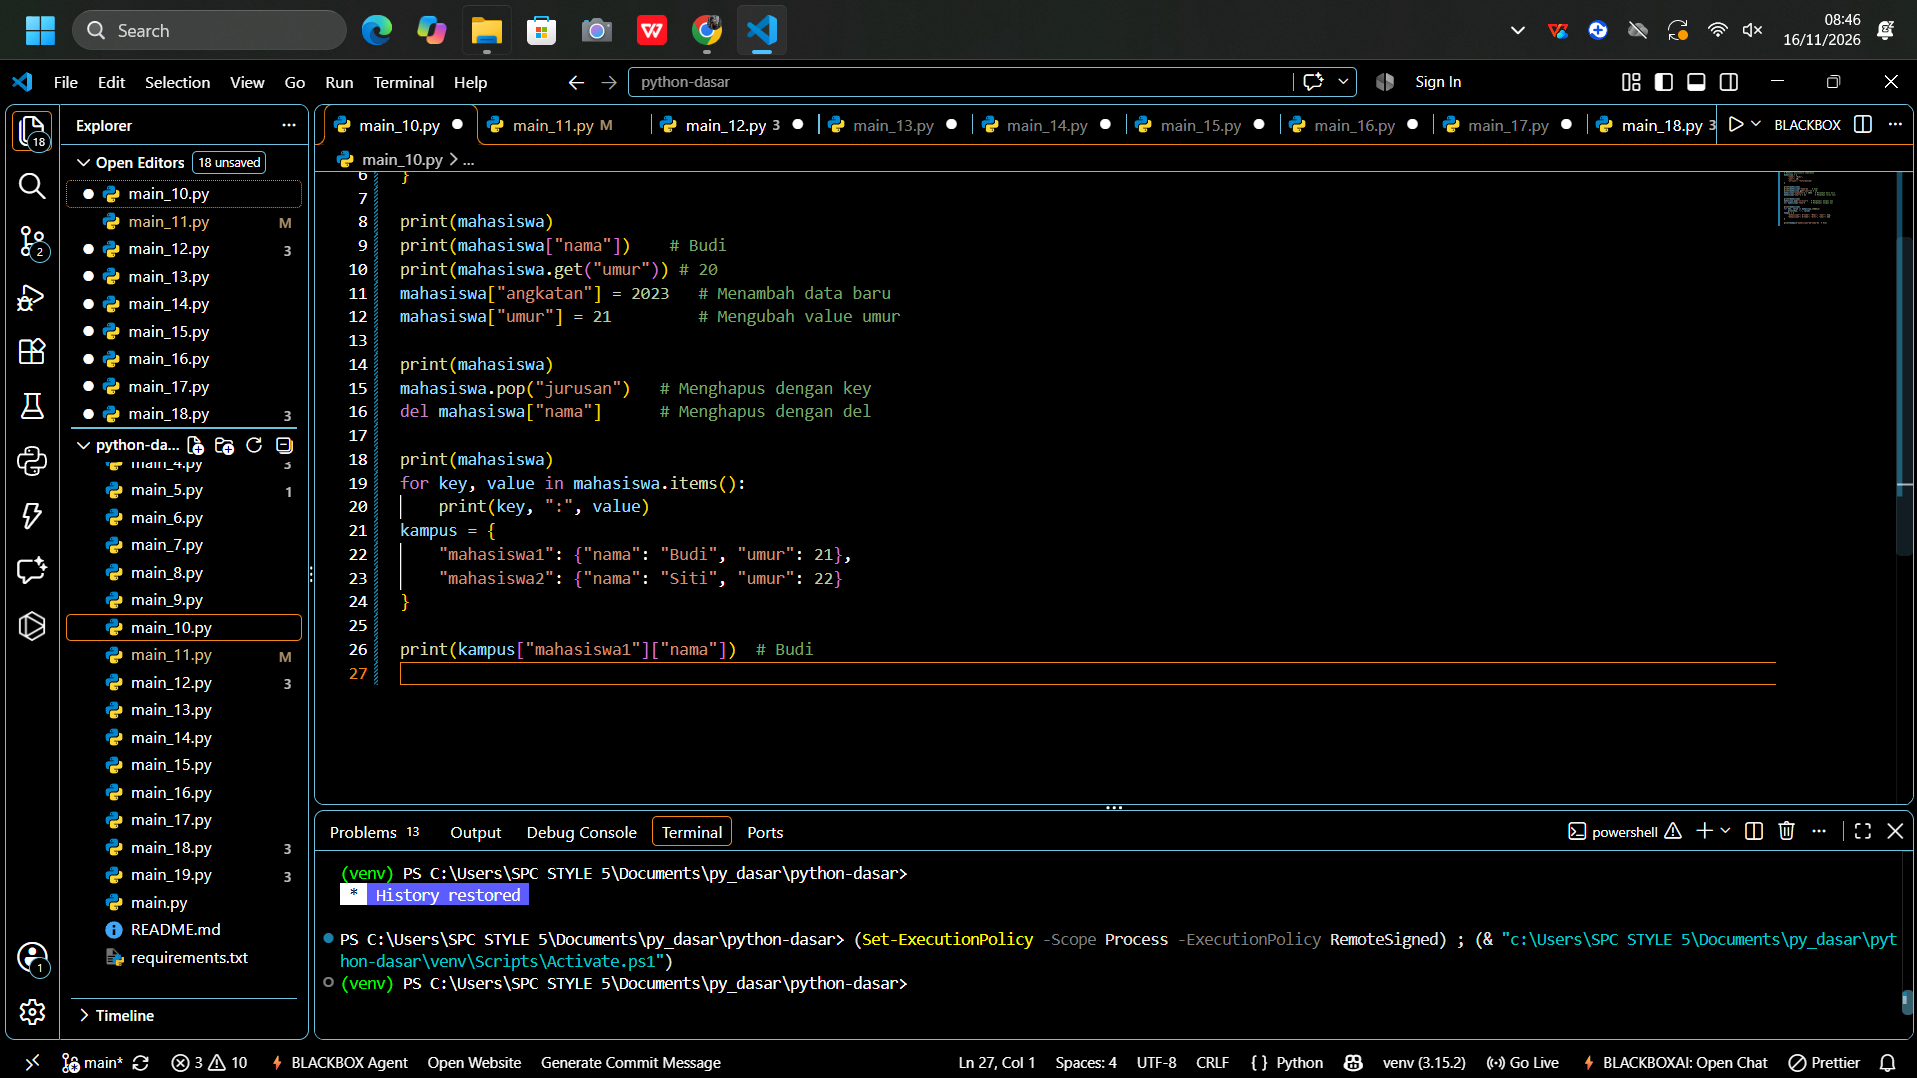 Search
08:46
16/11/2026
File Edit Selection View Go Run Terminal Help
python-dasar
Sign In
Explorer
18
Open Editors 18 unsaved
main_10.py
main_11.py M
main_12.py 3
main_13.py
main_14.py
main_15.py
main_16.py
main_17.py
main_18.py 3
2
python-da...
main_4.py 3
main_5.py 1
main_6.py
main_7.py
main_8.py
main_9.py
main_10.py
main_11.py M
main_12.py 3
main_13.py
main_14.py
main_15.py
main_16.py
main_17.py
main_18.py 3
main_19.py 3
main.py
README.md
requirements.txt
1
Timeline
main_10.py main_11.py M main_12.py 3 main_13.py main_14.py main_15.py main_16.py main_17.py main_18.py 3 BLACKBOX
main_10.py > ...
6 }
7
8 print(mahasiswa)
9 print(mahasiswa["nama"]) # Budi
10 print(mahasiswa.get("umur")) # 20
11 mahasiswa["angkatan"] = 2023 # Menambah data baru
12 mahasiswa["umur"] = 21 # Mengubah value umur
13
14 print(mahasiswa)
15 mahasiswa.pop("jurusan") # Menghapus dengan key
16 del mahasiswa["nama"] # Menghapus dengan del
17
18 print(mahasiswa)
19 for key, value in mahasiswa.items():
20 print(key, ":", value)
21 kampus = {
22 "mahasiswa1": {"nama": "Budi", "umur": 21},
23 "mahasiswa2": {"nama": "Siti", "umur": 22}
24 }
25
26 print(kampus["mahasiswa1"]["nama"]) # Budi
27
Problems 13 Output Debug Console Terminal Ports
powershell
(venv) PS C:\Users\SPC STYLE 5\Documents\py_dasar\python-dasar>
* History restored
PS C:\Users\SPC STYLE 5\Documents\py_dasar\python-dasar> (Set-ExecutionPolicy -Scope Process -ExecutionPolicy RemoteSigned) ; (& "c:\Users\SPC STYLE 5\Documents\py_dasar\pyt
hon-dasar\venv\Scripts\Activate.ps1")
(venv) PS C:\Users\SPC STYLE 5\Documents\py_dasar\python-dasar>
main* 3 10 BLACKBOX Agent Open Website Generate Commit Message Ln 27, Col 1 Spaces: 4 UTF-8 CRLF { } Python venv (3.15.2) Go Live BLACKBOXAI: Open Chat Prettier